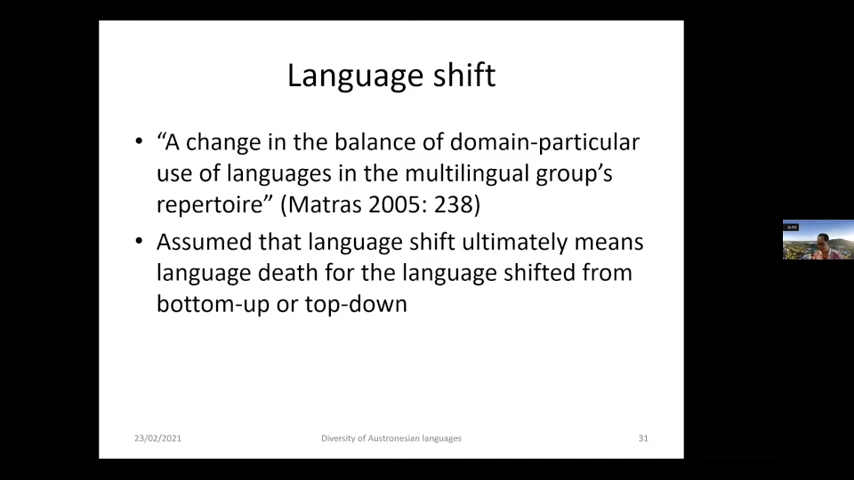 Language shift
• “A change in the balance of domain-particular
use of languages in the multilingual group’s
repertoire” (Matras 2005: 238)
• Assumed that language shift ultimately means
language death for the language shifted from
bottom-up or top-down
23/02/2021
Diversity of Austronesian languages
31